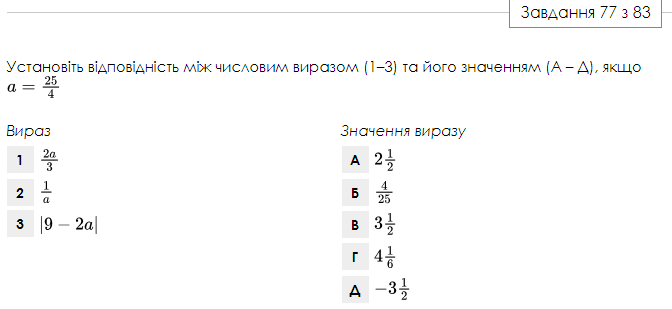 Завдання 77 з 83
Установіть відповідність між числовим виразом (1–3) та його значенням (А – Д), якщо
a = 25/4
Вираз
Значення виразу
1 2a/3
А 2 1/2
2 1/a
Б 4/25
3 |9 − 2a|
В 3 1/2
Г 4 1/6
Д −3 1/2